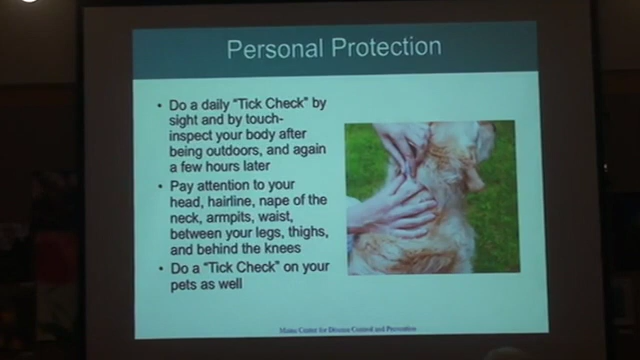 Personal Protection
• Do a daily "Tick Check" by
sight and by touch-
inspect your body after
being outdoors, and again
a few hours later
• Pay attention to your
head, hairline, nape of the
neck, armpits, waist,
between your legs, thighs,
and behind the knees
• Do a "Tick Check" on your
pets as well
Maine Center for Disease Control and Prevention